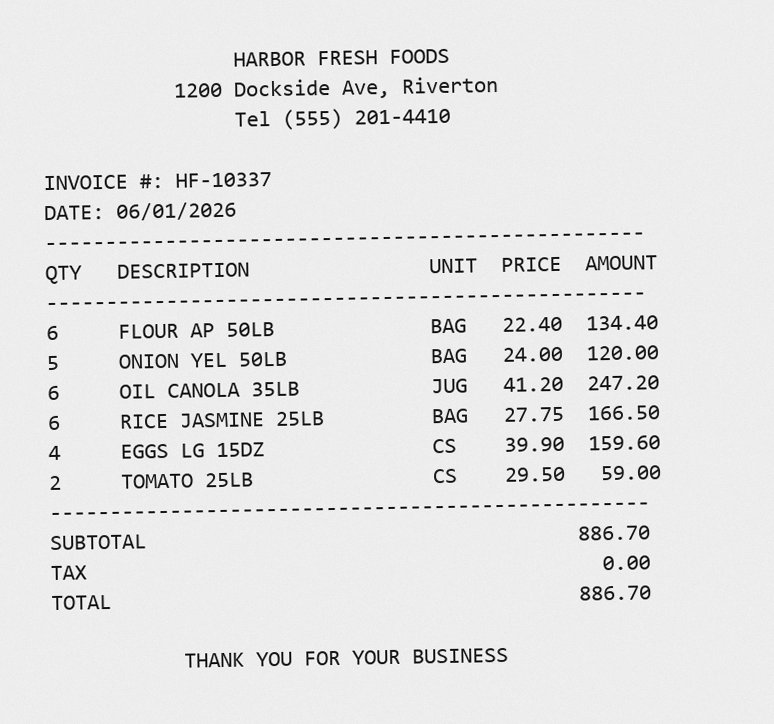 HARBOR FRESH FOODS
1200 Dockside Ave, Riverton
Tel (555) 201-4410
INVOICE #: HF-10337
DATE: 06/01/2026
--------------------------------------------------
QTY   DESCRIPTION               UNIT  PRICE  AMOUNT
--------------------------------------------------
6     FLOUR AP 50LB             BAG   22.40  134.40
5     ONION YEL 50LB            BAG   24.00  120.00
6     OIL CANOLA 35LB           JUG   41.20  247.20
6     RICE JASMINE 25LB         BAG   27.75  166.50
4     EGGS LG 15DZ              CS    39.90  159.60
2     TOMATO 25LB               CS    29.50   59.00
--------------------------------------------------
SUBTOTAL                                    886.70
TAX                                           0.00
TOTAL                                       886.70
THANK YOU FOR YOUR BUSINESS